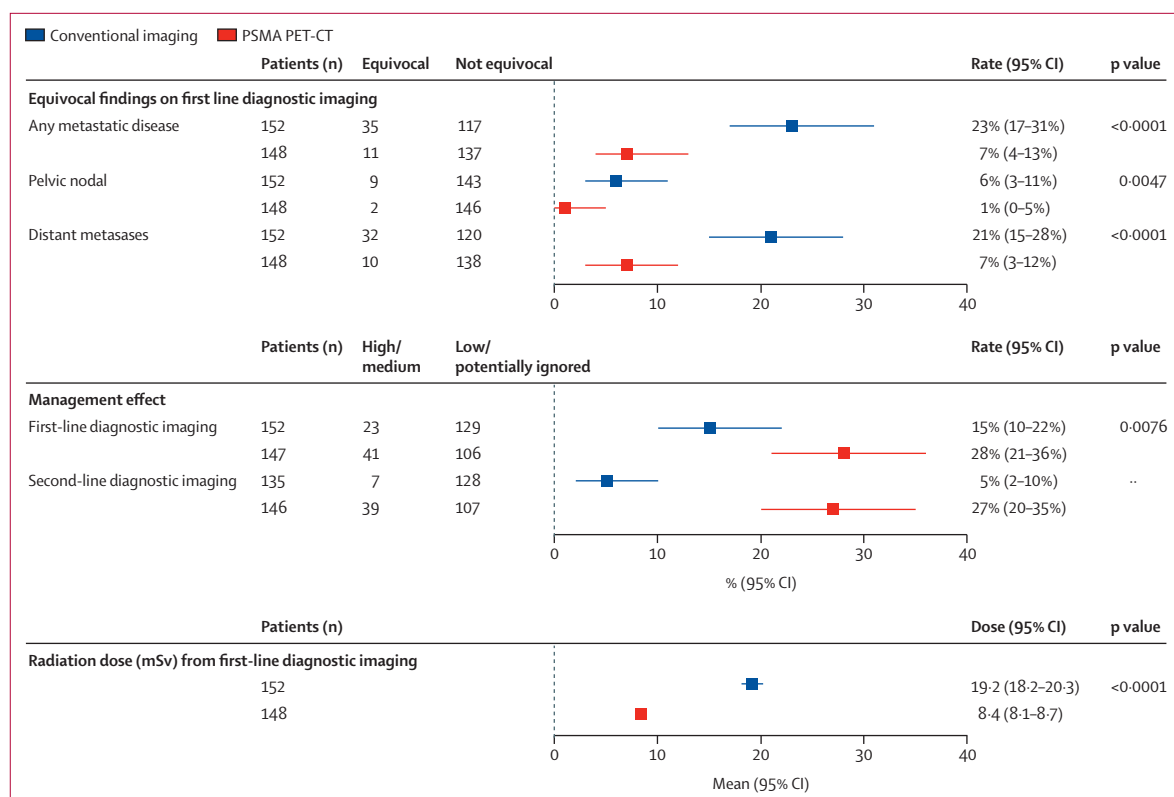 Conventional imaging PSMA PET-CT
Patients (n) Equivocal Not equivocal Rate (95% CI) p value
Equivocal findings on first line diagnostic imaging
Any metastatic disease 152 35 117 23% (17–31%) <0·0001
148 11 137 7% (4–13%)
Pelvic nodal 152 9 143 6% (3–11%) 0·0047
148 2 146 1% (0–5%)
Distant metasases 152 32 120 21% (15–28%) <0·0001
148 10 138 7% (3–12%)
0 10 20 30 40
Patients (n) High/ Low/ Rate (95% CI) p value
medium potentially ignored
Management effect
First-line diagnostic imaging 152 23 129 15% (10–22%) 0·0076
147 41 106 28% (21–36%)
Second-line diagnostic imaging 135 7 128 5% (2–10%) ··
146 39 107 27% (20–35%)
0 10 20 30 40
% (95% CI)
Patients (n) Dose (95% CI) p value
Radiation dose (mSv) from first-line diagnostic imaging
152 19·2 (18·2–20·3) <0·0001
148 8·4 (8·1–8·7)
0 10 20 30 40
Mean (95% CI)